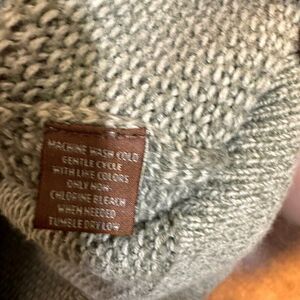 MACHINE WASH COLD
GENTLE CYCLE
WITH LIKE COLORS
ONLY NON-
CHLORINE BLEACH
WHEN NEEDED
TUMBLE DRY LOW